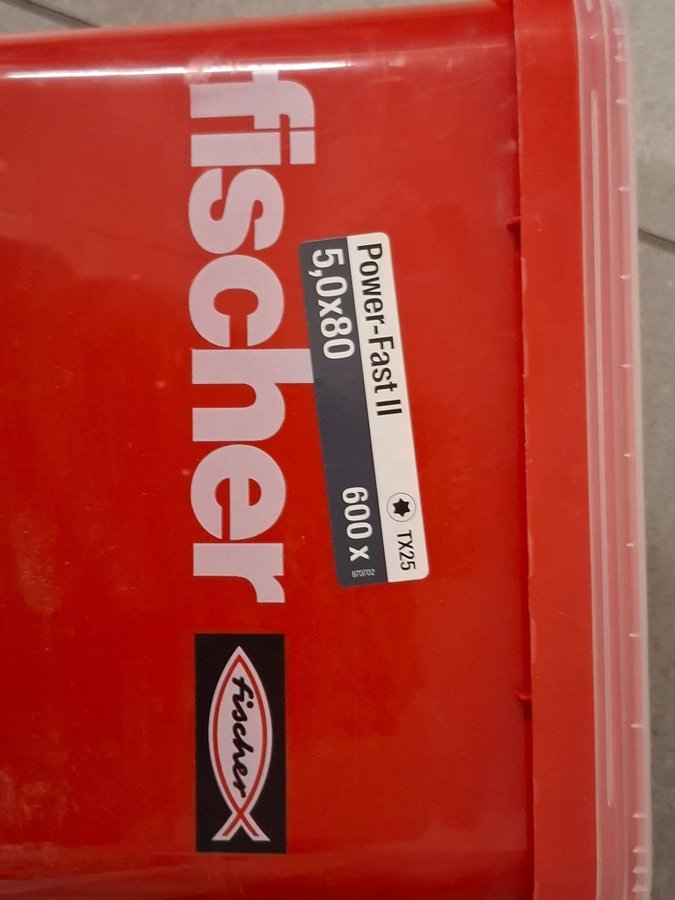 fischer
Power-Fast II
TX25
5,0x80
600 x
670702
fischer